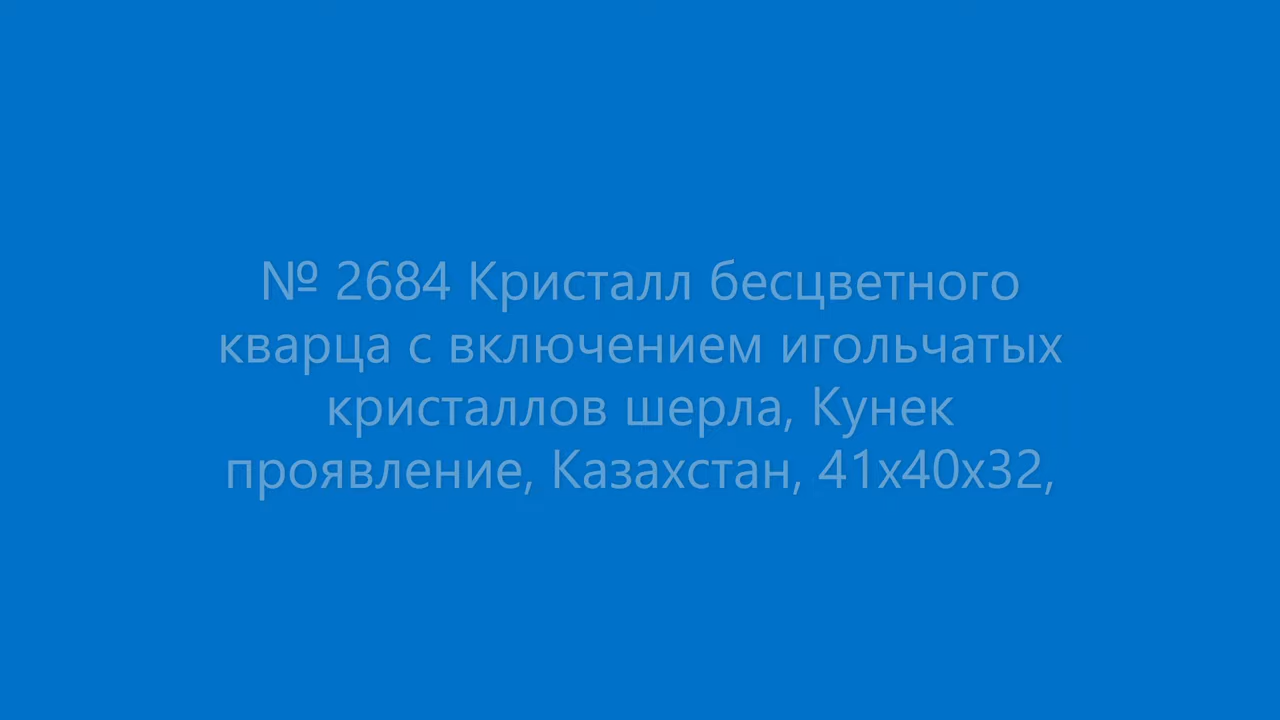 № 2684 Кристалл бесцветного
кварца с включением игольчатых
кристаллов шерла, Кунек
проявление, Казахстан, 41х40х32,